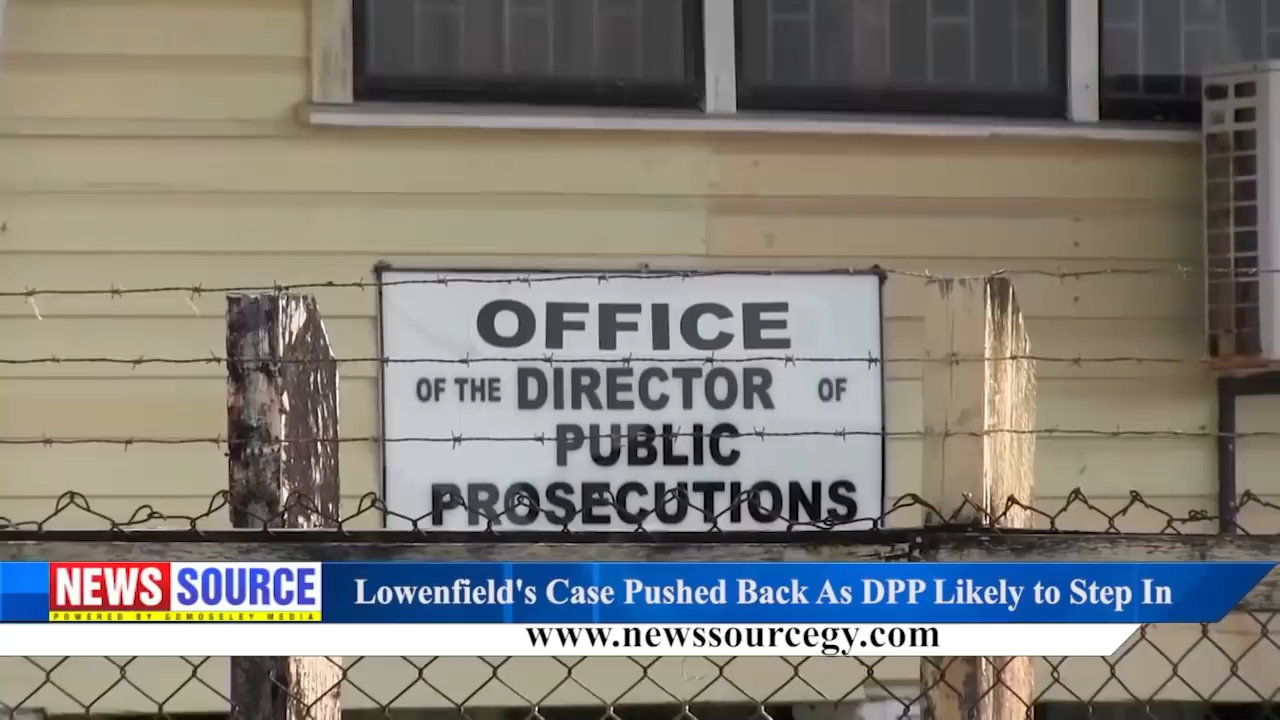 OFFICE
OF THE DIRECTOR OF
PUBLIC
PROSECUTIONS
NEWS SOURCE
POWERED BY GDMOSELEY MEDIA
Lowenfield's Case Pushed Back As DPP Likely to Step In
www.newssourcegy.com